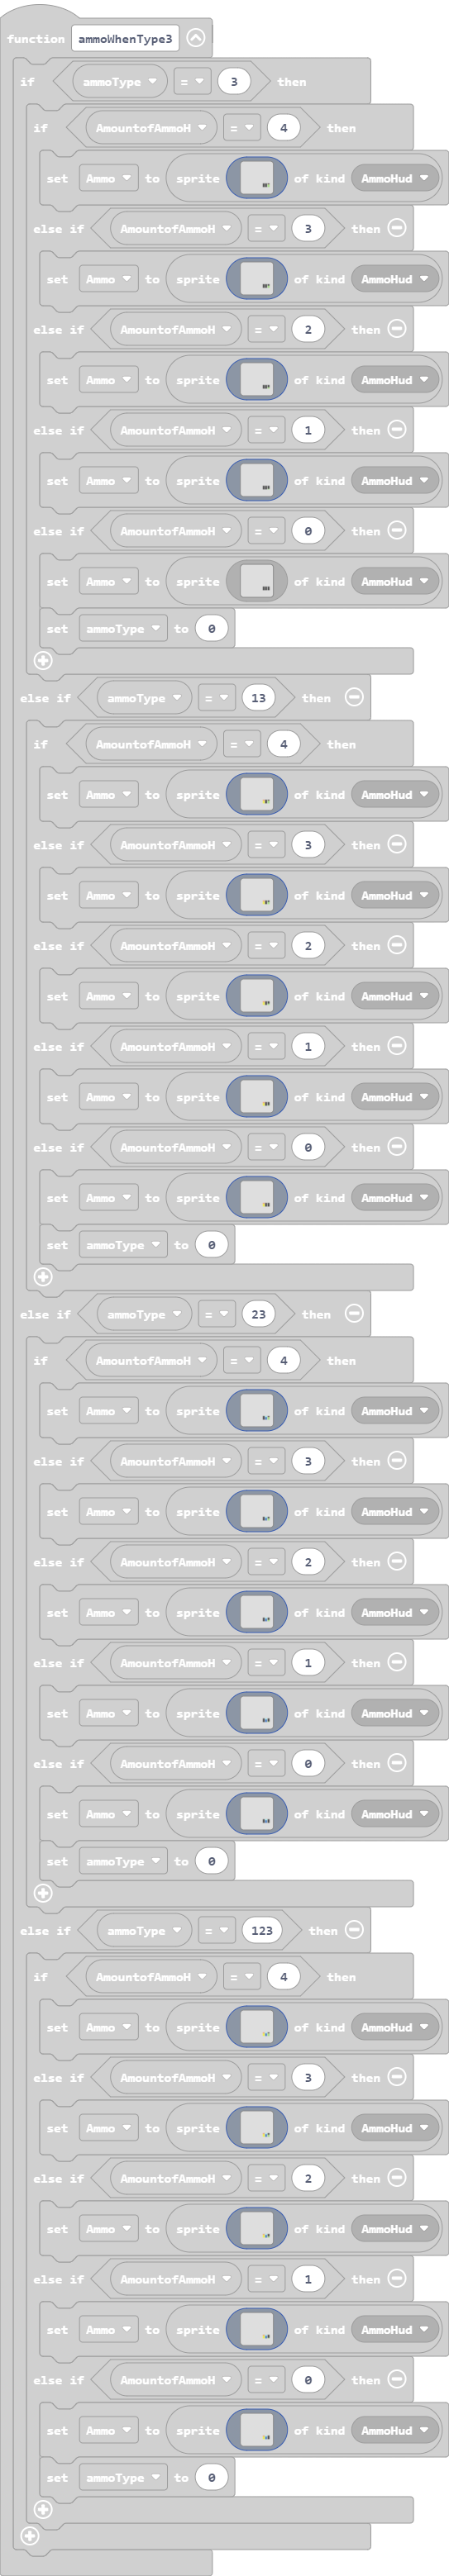 function ammoWhenType3
if ammoType = 3 then
if AmountofAmmoH = 4 then
set Ammo to sprite of kind AmmoHud
else if AmountofAmmoH = 3 then
set Ammo to sprite of kind AmmoHud
else if AmountofAmmoH = 2 then
set Ammo to sprite of kind AmmoHud
else if AmountofAmmoH = 1 then
set Ammo to sprite of kind AmmoHud
else if AmountofAmmoH = 0 then
set Ammo to sprite of kind AmmoHud
set ammoType to 0
else if ammoType = 13 then
if AmountofAmmoH = 4 then
set Ammo to sprite of kind AmmoHud
else if AmountofAmmoH = 3 then
set Ammo to sprite of kind AmmoHud
else if AmountofAmmoH = 2 then
set Ammo to sprite of kind AmmoHud
else if AmountofAmmoH = 1 then
set Ammo to sprite of kind AmmoHud
else if AmountofAmmoH = 0 then
set Ammo to sprite of kind AmmoHud
set ammoType to 0
else if ammoType = 23 then
if AmountofAmmoH = 4 then
set Ammo to sprite of kind AmmoHud
else if AmountofAmmoH = 3 then
set Ammo to sprite of kind AmmoHud
else if AmountofAmmoH = 2 then
set Ammo to sprite of kind AmmoHud
else if AmountofAmmoH = 1 then
set Ammo to sprite of kind AmmoHud
else if AmountofAmmoH = 0 then
set Ammo to sprite of kind AmmoHud
set ammoType to 0
else if ammoType = 123 then
if AmountofAmmoH = 4 then
set Ammo to sprite of kind AmmoHud
else if AmountofAmmoH = 3 then
set Ammo to sprite of kind AmmoHud
else if AmountofAmmoH = 2 then
set Ammo to sprite of kind AmmoHud
else if AmountofAmmoH = 1 then
set Ammo to sprite of kind AmmoHud
else if AmountofAmmoH = 0 then
set Ammo to sprite of kind AmmoHud
set ammoType to 0